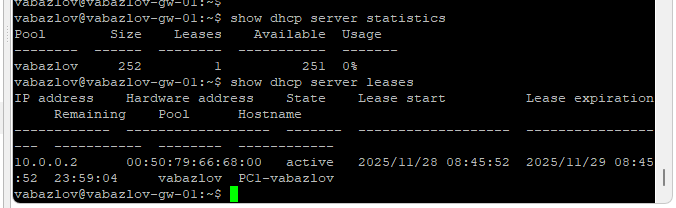 vabazlov@vabazlov-gw-01:~$
vabazlov@vabazlov-gw-01:~$ show dhcp server statistics
Pool        Size    Leases    Available  Usage
--------  ------  --------  -----------  -------
vabazlov     252         1          251  0%
vabazlov@vabazlov-gw-01:~$ show dhcp server leases
IP address    Hardware address    State    Lease start          Lease expiration
     Remaining    Pool      Hostname
------------  ------------------  -------  -------------------  ----------------
---  -----------  --------  ------------
10.0.0.2      00:50:79:66:68:00   active   2025/11/28 08:45:52  2025/11/29 08:45
:52  23:59:04     vabazlov  PC1-vabazlov
vabazlov@vabazlov-gw-01:~$